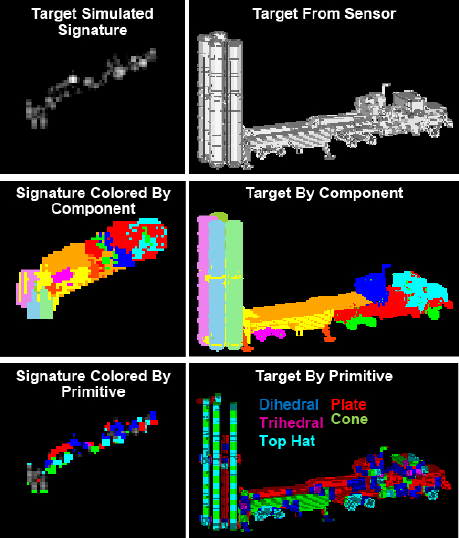 Target Simulated
Signature
Target From Sensor
Signature Colored By
Component
Target By Component
Signature Colored By
Primitive
Target By Primitive
Dihedral Plate
Trihedral Cone
Top Hat